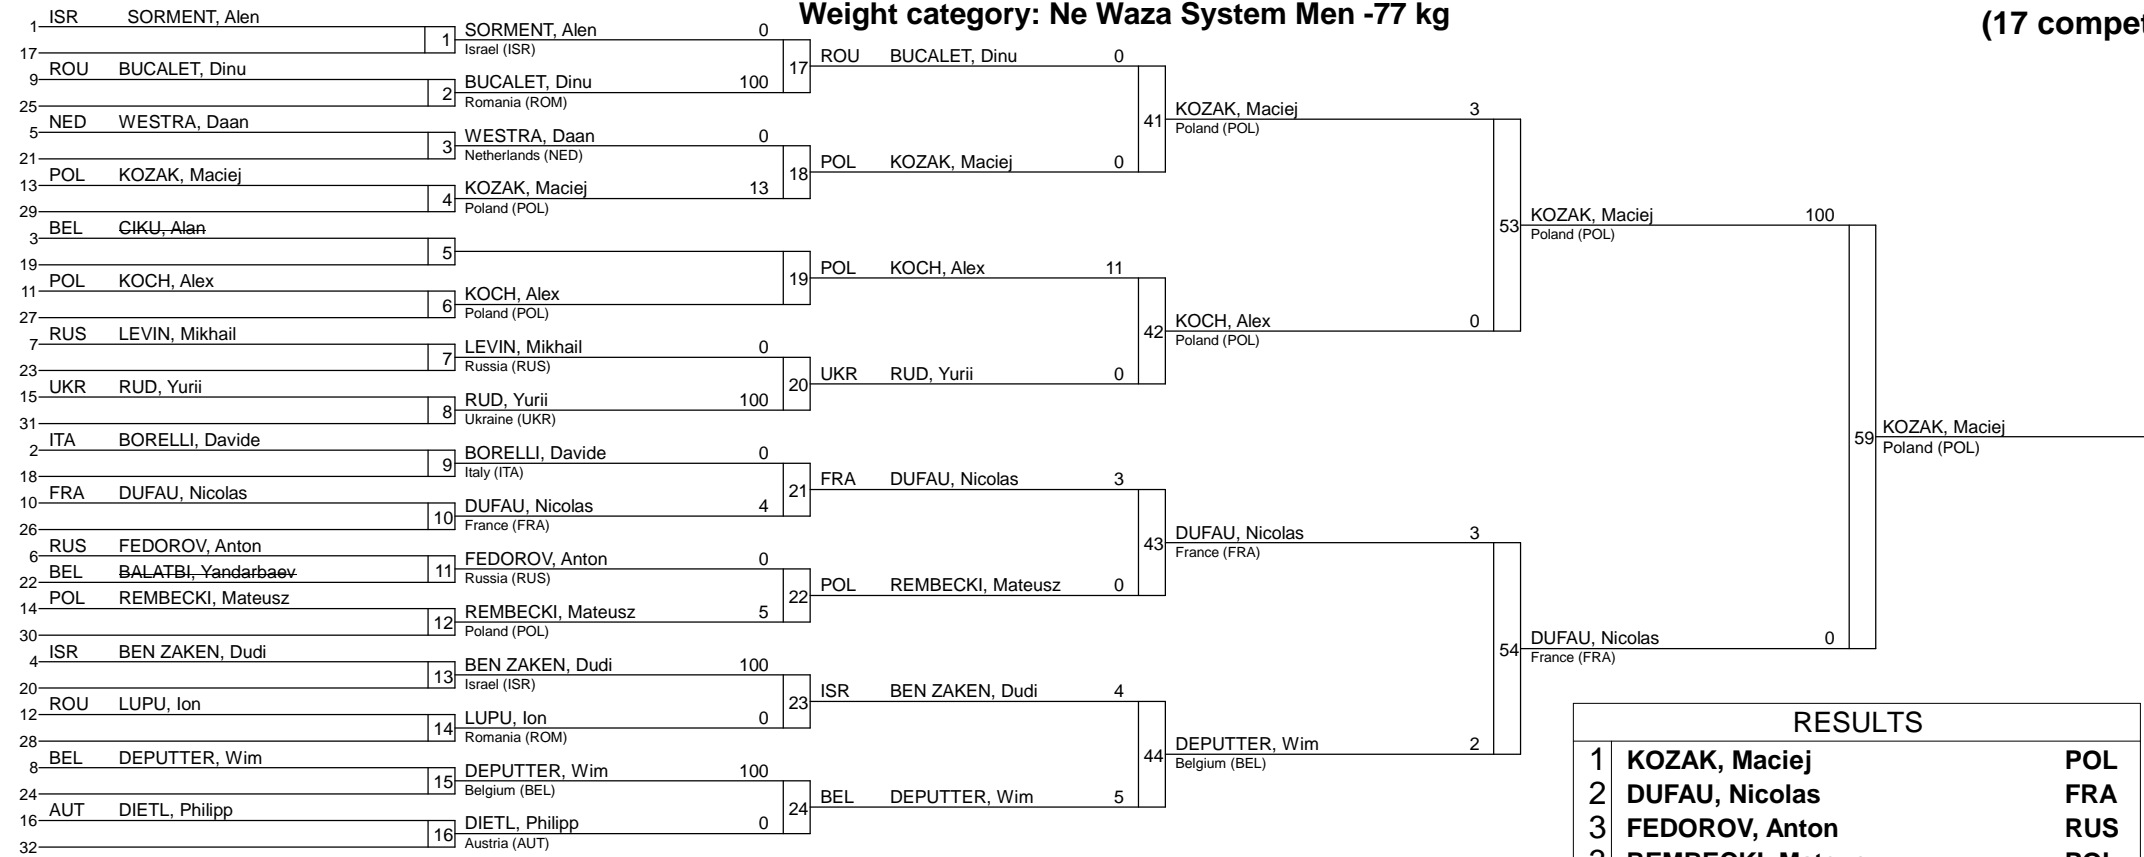 Weight category: Ne Waza System Men -77 kg
(17 compet
1 ISR SORMENT, Alen
17
9 ROU BUCALET, Dinu
25
5 NED WESTRA, Daan
21
13 POL KOZAK, Maciej
29
3 BEL CIKU, Alan
19
11 POL KOCH, Alex
27
7 RUS LEVIN, Mikhail
23
15 UKR RUD, Yurii
31
2 ITA BORELLI, Davide
18
10 FRA DUFAU, Nicolas
26
6 RUS FEDOROV, Anton
22 BEL BALATBI, Yandarbaev
14 POL REMBECKI, Mateusz
30
4 ISR BEN ZAKEN, Dudi
20
12 ROU LUPU, Ion
28
8 BEL DEPUTTER, Wim
24
16 AUT DIETL, Philipp
32
1 SORMENT, Alen 0
Israel (ISR)
2 BUCALET, Dinu 100
Romania (ROM)
3 WESTRA, Daan 0
Netherlands (NED)
4 KOZAK, Maciej 13
Poland (POL)
5
6 KOCH, Alex
Poland (POL)
7 LEVIN, Mikhail 0
Russia (RUS)
8 RUD, Yurii 100
Ukraine (UKR)
9 BORELLI, Davide 0
Italy (ITA)
10 DUFAU, Nicolas 4
France (FRA)
11 FEDOROV, Anton 0
Russia (RUS)
12 REMBECKI, Mateusz 5
Poland (POL)
13 BEN ZAKEN, Dudi 100
Israel (ISR)
14 LUPU, Ion 0
Romania (ROM)
15 DEPUTTER, Wim 100
Belgium (BEL)
16 DIETL, Philipp 0
Austria (AUT)
17 ROU BUCALET, Dinu 0
18 POL KOZAK, Maciej 0
19 POL KOCH, Alex 11
20 UKR RUD, Yurii 0
21 FRA DUFAU, Nicolas 3
22 POL REMBECKI, Mateusz 0
23 ISR BEN ZAKEN, Dudi 4
24 BEL DEPUTTER, Wim 5
41 KOZAK, Maciej 3
Poland (POL)
42 KOCH, Alex 0
Poland (POL)
43 DUFAU, Nicolas 3
France (FRA)
44 DEPUTTER, Wim 2
Belgium (BEL)
53 KOZAK, Maciej 100
Poland (POL)
54 DUFAU, Nicolas 0
France (FRA)
59 KOZAK, Maciej
Poland (POL)
RESULTS
1 KOZAK, Maciej POL
2 DUFAU, Nicolas FRA
3 FEDOROV, Anton RUS